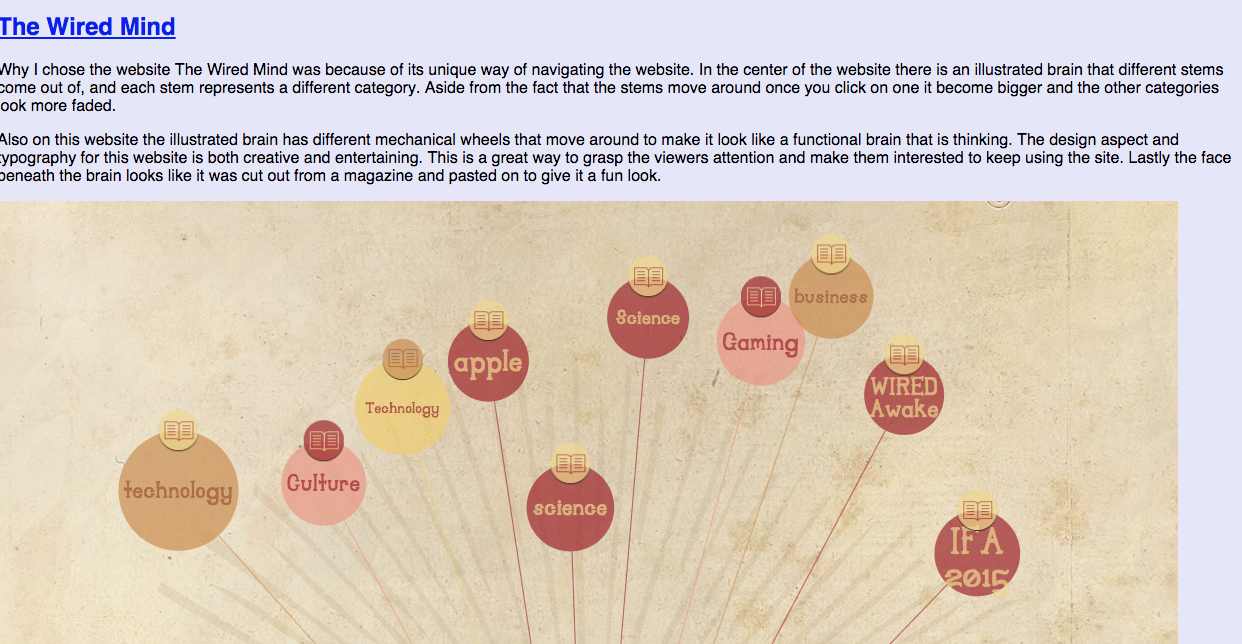 The Wired Mind
Why I chose the website The Wired Mind was because of its unique way of navigating the website. In the center of the website there is an illustrated brain that different stems
come out of, and each stem represents a different category. Aside from the fact that the stems move around once you click on one it become bigger and the other categories
look more faded.
Also on this website the illustrated brain has different mechanical wheels that move around to make it look like a functional brain that is thinking. The design aspect and
typography for this website is both creative and entertaining. This is a great way to grasp the viewers attention and make them interested to keep using the site. Lastly the face
beneath the brain looks like it was cut out from a magazine and pasted on to give it a fun look.
business
Science
Gaming
apple
WIRED
Awake
Technology
Culture
technology
science
IFA
2015